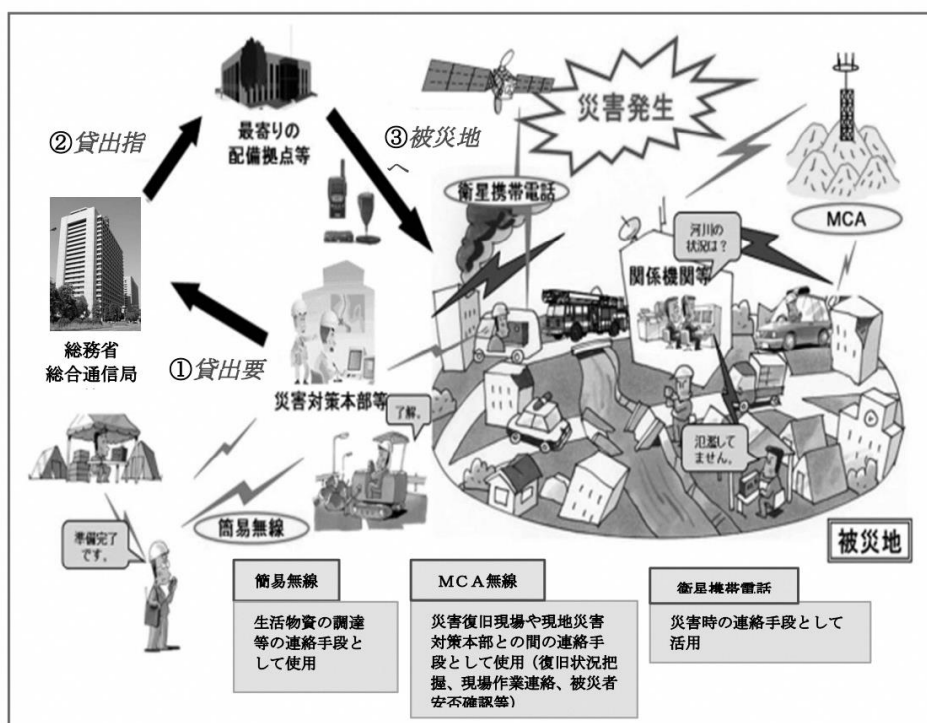 災害発生
最寄りの
配備拠点等
②貸出指
③被災地
へ
衛星携帯電話
MCA
河川の
状況は?
関係機関等
総務省
総合通信局
①貸出要
災害対策本部等
了解。
氾濫して
ません。
簡易無線
準備完了
です。
被災地
簡易無線
生活物資の調達
等の連絡手段と
して使用
MCA無線
災害復旧現場や現地災害
対策本部との間の連絡手
段として使用(復旧状況把
握、現場作業連絡、被災者
安否確認等)
衛星携帯電話
災害時の連絡手段として
活用